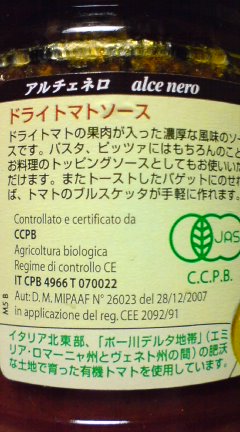 アルチェネロ alce nero
ドライトマトソース
ドライトマトの果肉が入った濃厚な風味のソー
スです。パスタ、ピッツァにはもちろんのこと
お料理のトッピングソースとしてもお使いいた
だけます。またトーストしたバゲットにのせれ
ば、トマトのブルスケッタが手軽に作れます。
Controllato e certificato da
CCPB
Agricoltura biologica
Regime di controllo CE
IT CPB 4966 T 070022
Aut: D. M. MIPAAF N° 26023 del 28/12/2007
in applicazione del reg. CEE 2092/91
M5 B
JAS
C.C.P.B.
イタリア北東部、「ポー川デルタ地帯」（エミ
リア・ロマーニャ州とヴェネト州の間）の肥沃
な土地で育った有機トマトを使用しています。